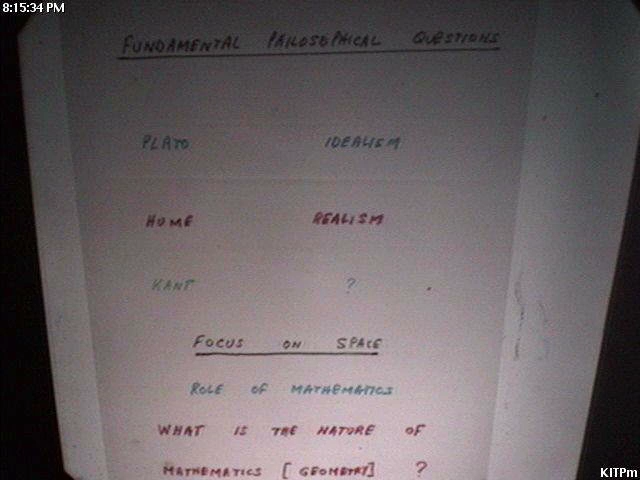 8:15:34 PM
FUNDAMENTAL PHILOSOPHICAL QUESTIONS
PLATO IDEALISM
HUME REALISM
KANT ?
FOCUS ON SPACE
ROLE OF MATHEMATICS
WHAT IS THE NATURE OF
MATHEMATICS [GEOMETRY] ?
KITPm